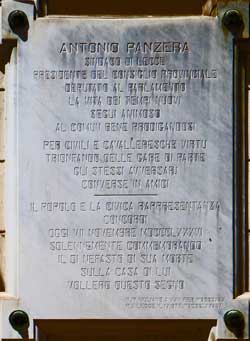 ANTONIO PANZERA
SINDACO DI LECCE
PRESIDENTE DEL CONSIGLIO PROVINCIALE
DEPUTATO AL PARLAMENTO
LA VITA DEI TEMPI NUOVI
SEGUÌ ANIMOSO
AL COMUN BENE PRODIGANDOSI
PER CIVILI E CAVALLERESCHE VIRTÙ
TRIONFANDO DELLE GARE DI PARTE
GLI STESSI AVVERSARI
CONVERSE IN AMICI
IL POPOLO E LA CIVICA RAPPRESENTANZA
CONCORDI
OGGI VII NOVEMBRE
SOLENNEMENTE COMMEMORANDO
IL DÌ NEFASTO DI SUA MORTE
SULLA CASA DI LUI
VOLLERO QUESTO SEGNO